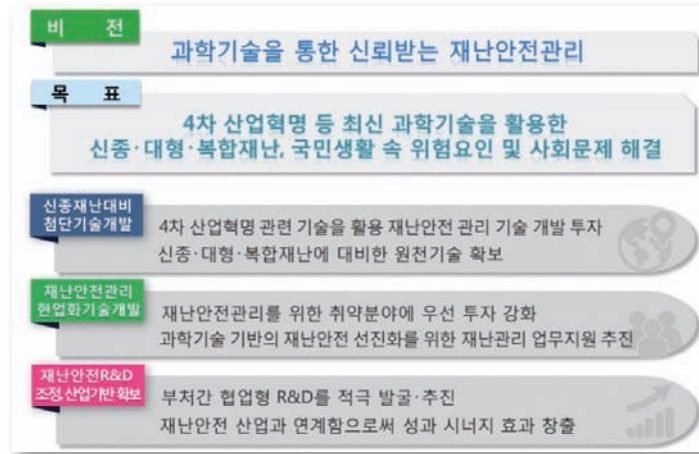 비 전
과학기술을 통한 신뢰받는 재난안전관리
목 표
4차 산업혁명 등 최신 과학기술을 활용한
신종·대형·복합재난, 국민생활 속 위험요인 및 사회문제 해결
신종재난대비
첨단기술개발
4차 산업혁명 관련 기술을 활용 재난안전 관리 기술 개발 투자
신종·대형·복합재난에 대비한 원천기술 확보
재난안전관리
현업화기술개발
재난안전관리를 위한 취약분야에 우선 투자 강화
과학기술 기반의 재난안전 선진화를 위한 재난관리 업무지원 추진
재난안전R&D
조정,산업기반 확보
부처간 협업형 R&D를 적극 발굴·추진
재난안전 산업과 연계함으로써 성과 시너지 효과 창출